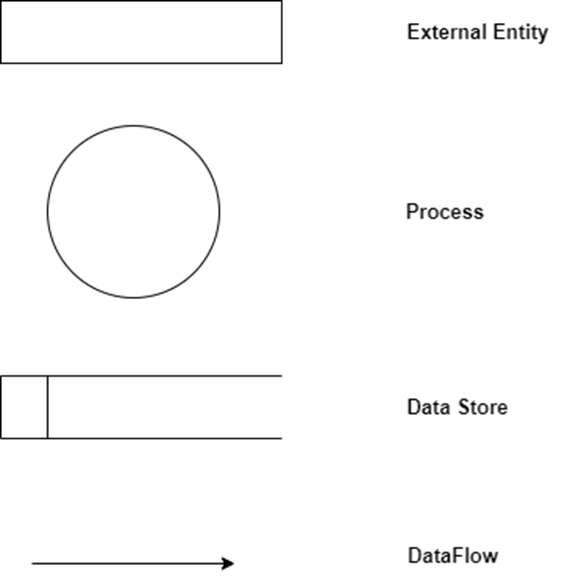 External Entity
Process
Data Store
DataFlow